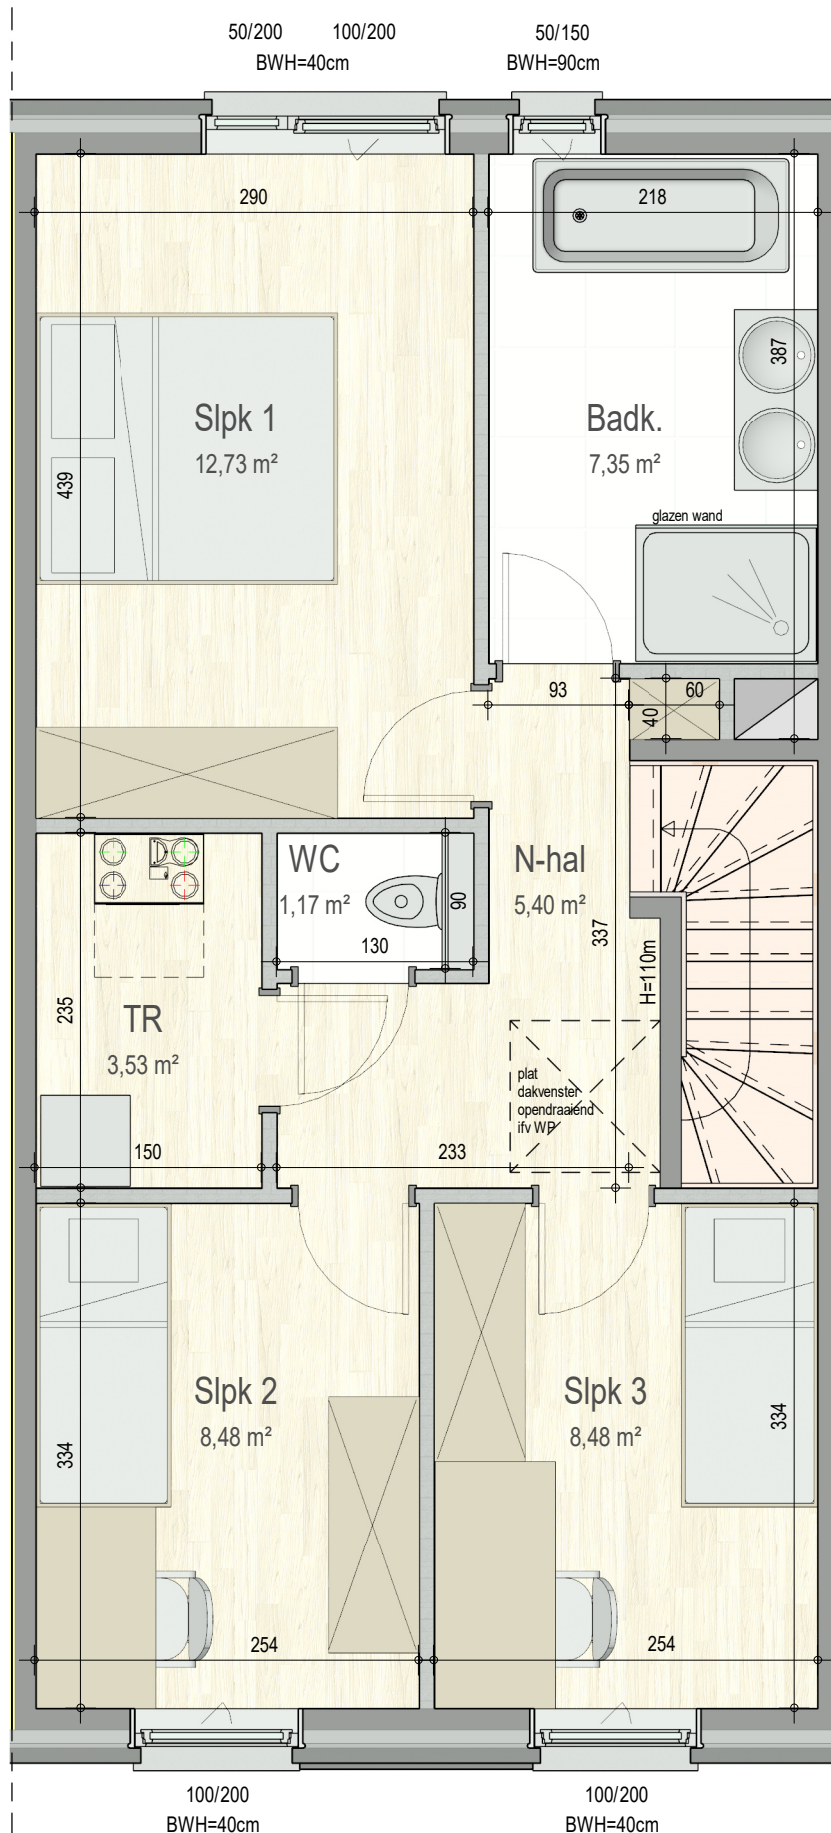 50/200
100/200
BWH=40cm
50/150
BWH=90cm
290
218
387
Slpk 1
12,73 m²
Badk.
7,35 m²
439
glazen wand
93
60
40
WC
1,17 m²
N-hal
5,40 m²
90
130
337
H=110m
235
TR
3,53 m²
plat
dakvenster
opendraaiend
ifv WP
150
233
Slpk 2
8,48 m²
Slpk 3
8,48 m²
334
334
254
254
100/200
BWH=40cm
100/200
BWH=40cm